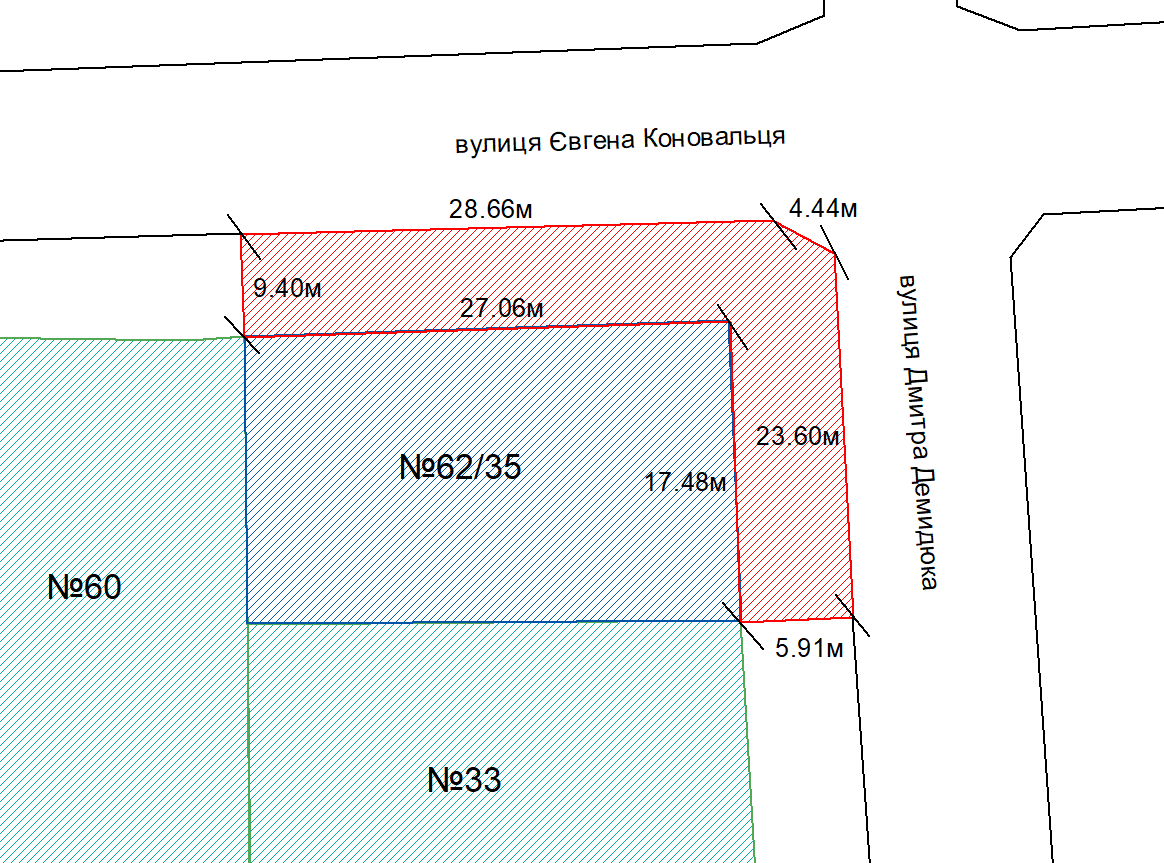 вулиця Євгена Коновальця
28.66м
4.44м
9.40м
27.06м
вулиця Дмитра Демидюка
23.60м
№62/35
17.48м
№60
5.91м
№33